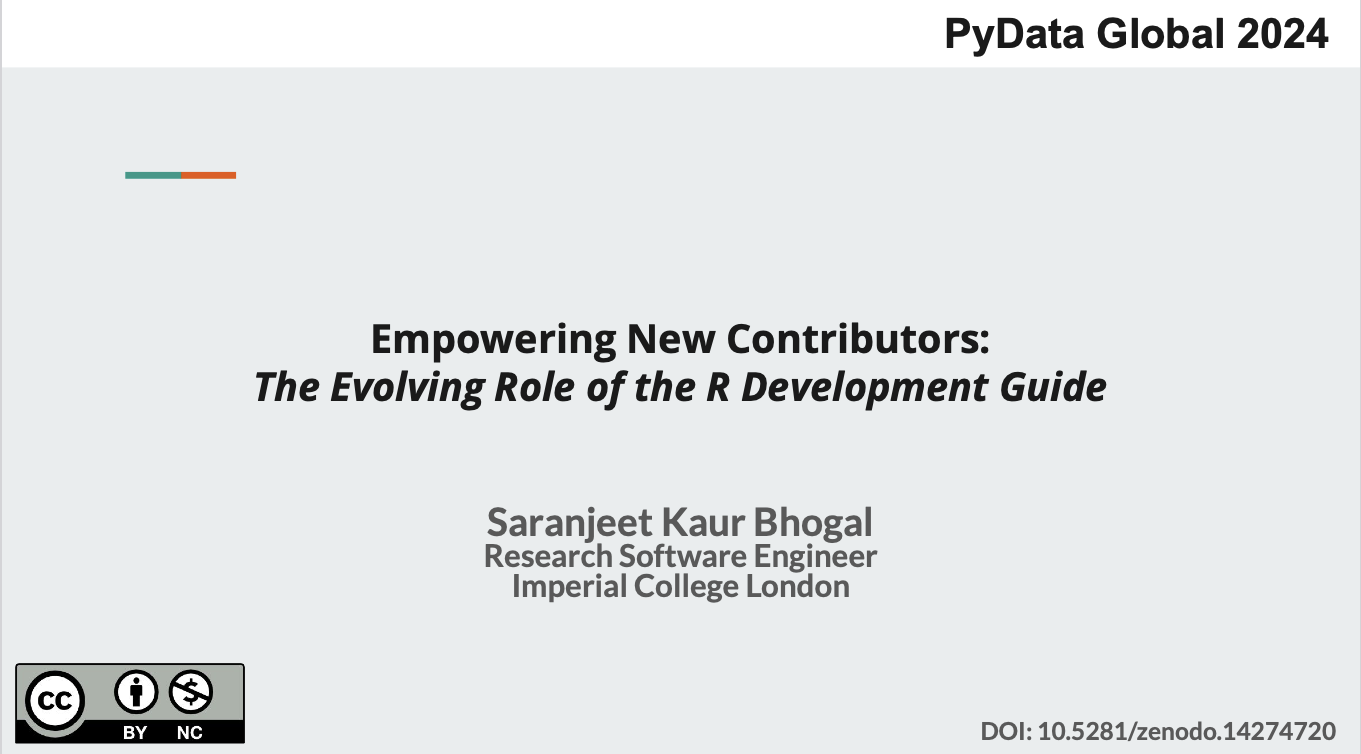 PyData Global 2024
Empowering New Contributors:
The Evolving Role of the R Development Guide
Saranjeet Kaur Bhogal
Research Software Engineer
Imperial College London
cc
BY NC
DOI: 10.5281/zenodo.14274720